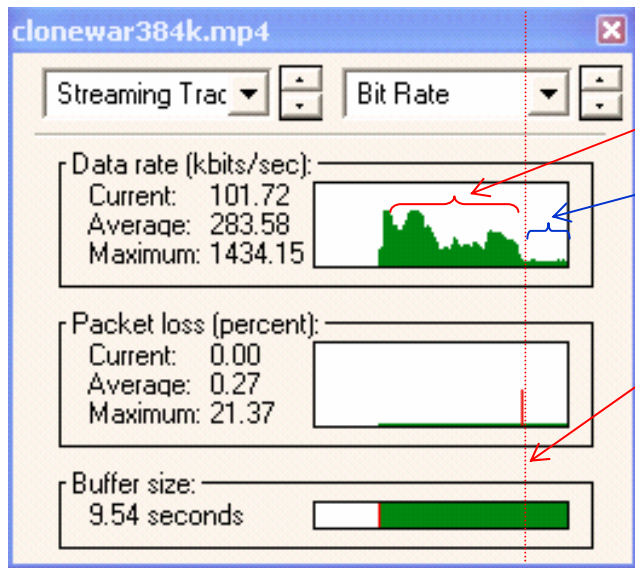 clonewar384k.mp4
Streaming Trac
Bit Rate
Data rate (kbits/sec):
Current: 101.72
Average: 283.58
Maximum: 1434.15
Packet loss (percent):
Current: 0.00
Average: 0.27
Maximum: 21.37
Buffer size:
9.54 seconds